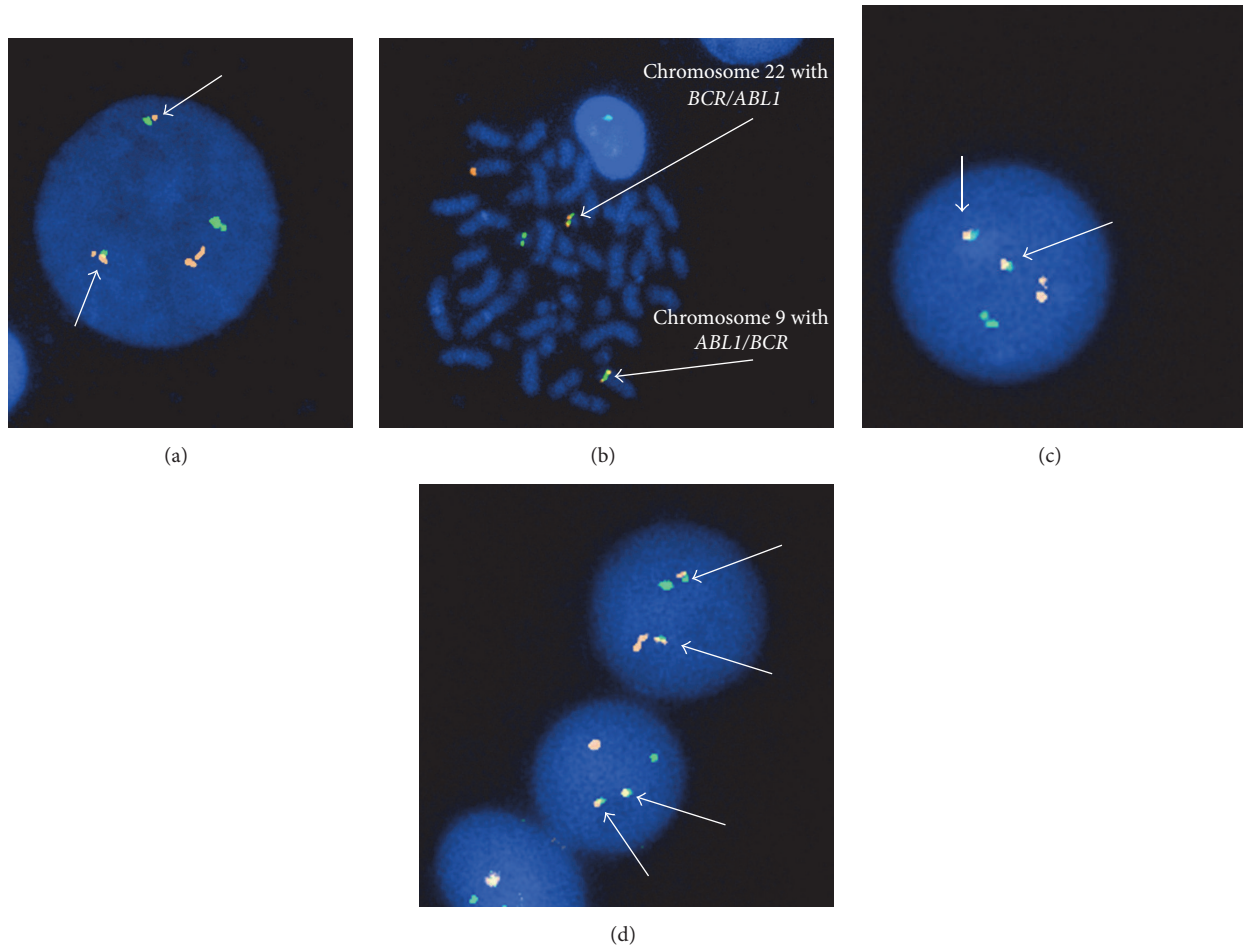 Chromosome 22 with
BCR/ABL1
Chromosome 9 with
ABL1/BCR
(a)
(b)
(c)
(d)